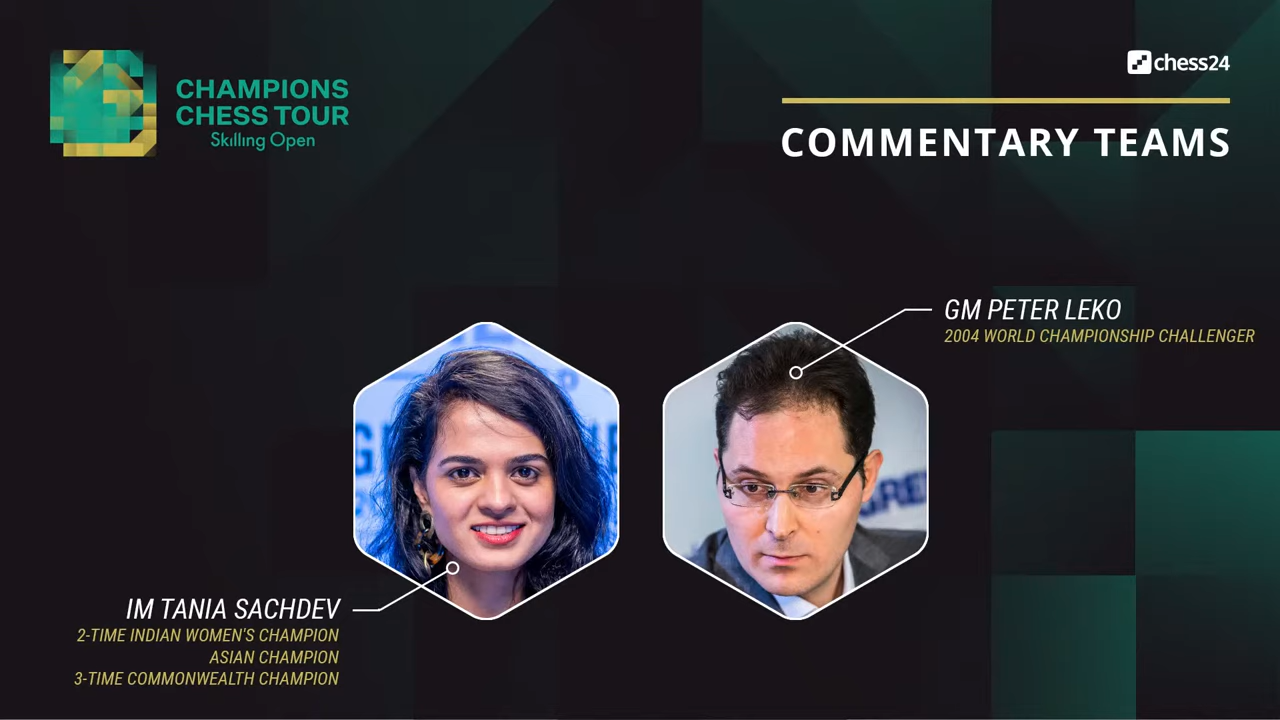 CHAMPIONS
CHESS TOUR
Skilling Open
chess24
COMMENTARY TEAMS
GM PETER LEKO
2004 WORLD CHAMPIONSHIP CHALLENGER
IM TANIA SACHDEV
2-TIME INDIAN WOMEN'S CHAMPION
ASIAN CHAMPION
3-TIME COMMONWEALTH CHAMPION